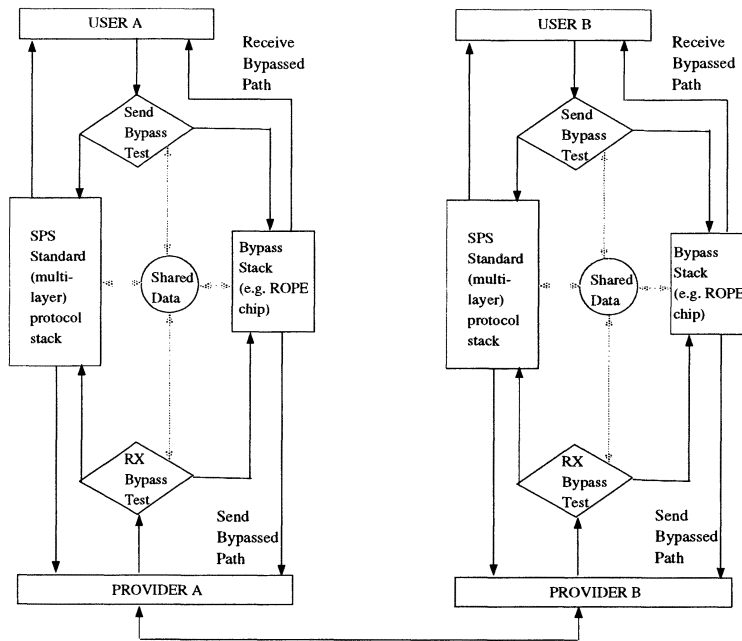 USER A
Receive
Bypassed
Path
Send
Bypass
Test
SPS
Standard
(multi-
layer)
protocol
stack
Shared
Data
Bypass
Stack
(e.g. ROPE
chip)
RX
Bypass
Test
Send
Bypassed
Path
PROVIDER A
USER B
Receive
Bypassed
Path
Send
Bypass
Test
SPS
Standard
(multi-
layer)
protocol
stack
Shared
Data
Bypass
Stack
(e.g. ROPE
chip)
RX
Bypass
Test
Send
Bypassed
Path
PROVIDER B